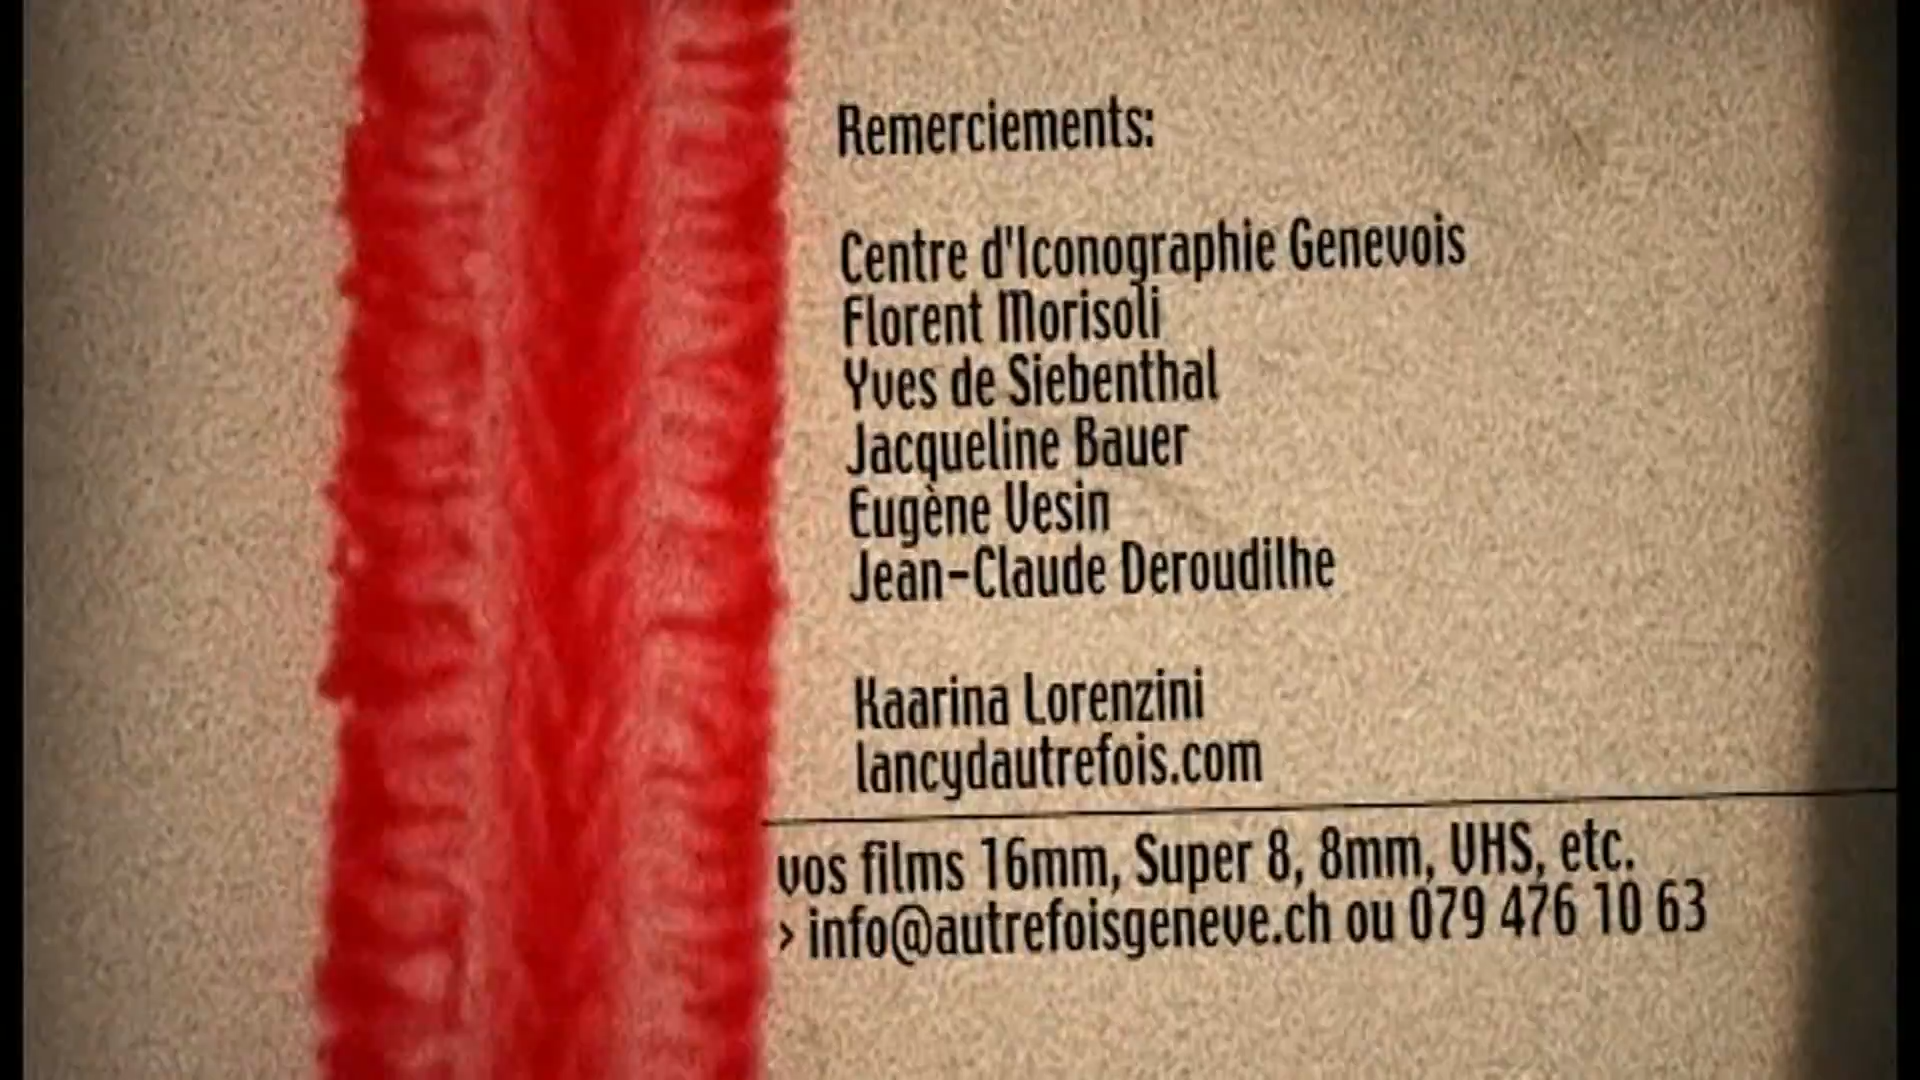 Remerciements:
Centre d'Iconographie Genevois
Florent Morisoli
Yves de Siebenthal
Jacqueline Bauer
Eugène Vesin
Jean-Claude Deroudilhe
Kaarina Lorenzini
lancydautrefois.com
vos films 16mm, Super 8, 8mm, VHS, etc.
> info@autrefoisgeneve.ch ou 079 476 10 63